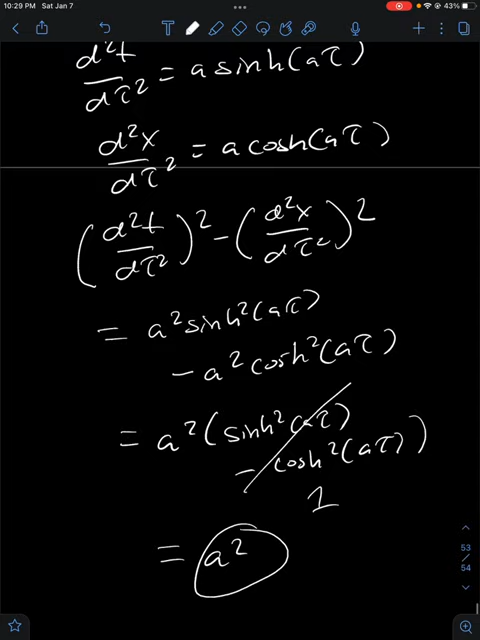 10:29 PM Sat Jan 7 43%
d²t/dτ² = a sinh(aτ)
d²x/dτ² = a cosh(aτ)
(d²t/dτ²)² - (d²x/dτ²)²
= a² sinh²(aτ)
- a² cosh²(aτ)
= a²(sinh²(aτ)
- cosh²(aτ))
1
= a²
53
/
54